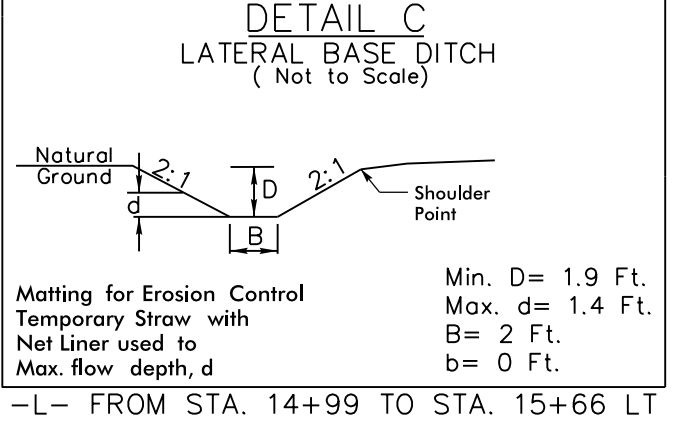 DETAIL C
LATERAL BASE DITCH
( Not to Scale)
Natural
Ground
2:1
d
D
B
2:1
Shoulder
Point
Matting for Erosion Control
Temporary Straw with
Net Liner used to
Max. flow depth, d
Min. D= 1.9 Ft.
Max. d= 1.4 Ft.
B= 2 Ft.
b= 0 Ft.
-L- FROM STA. 14+99 TO STA. 15+66 LT